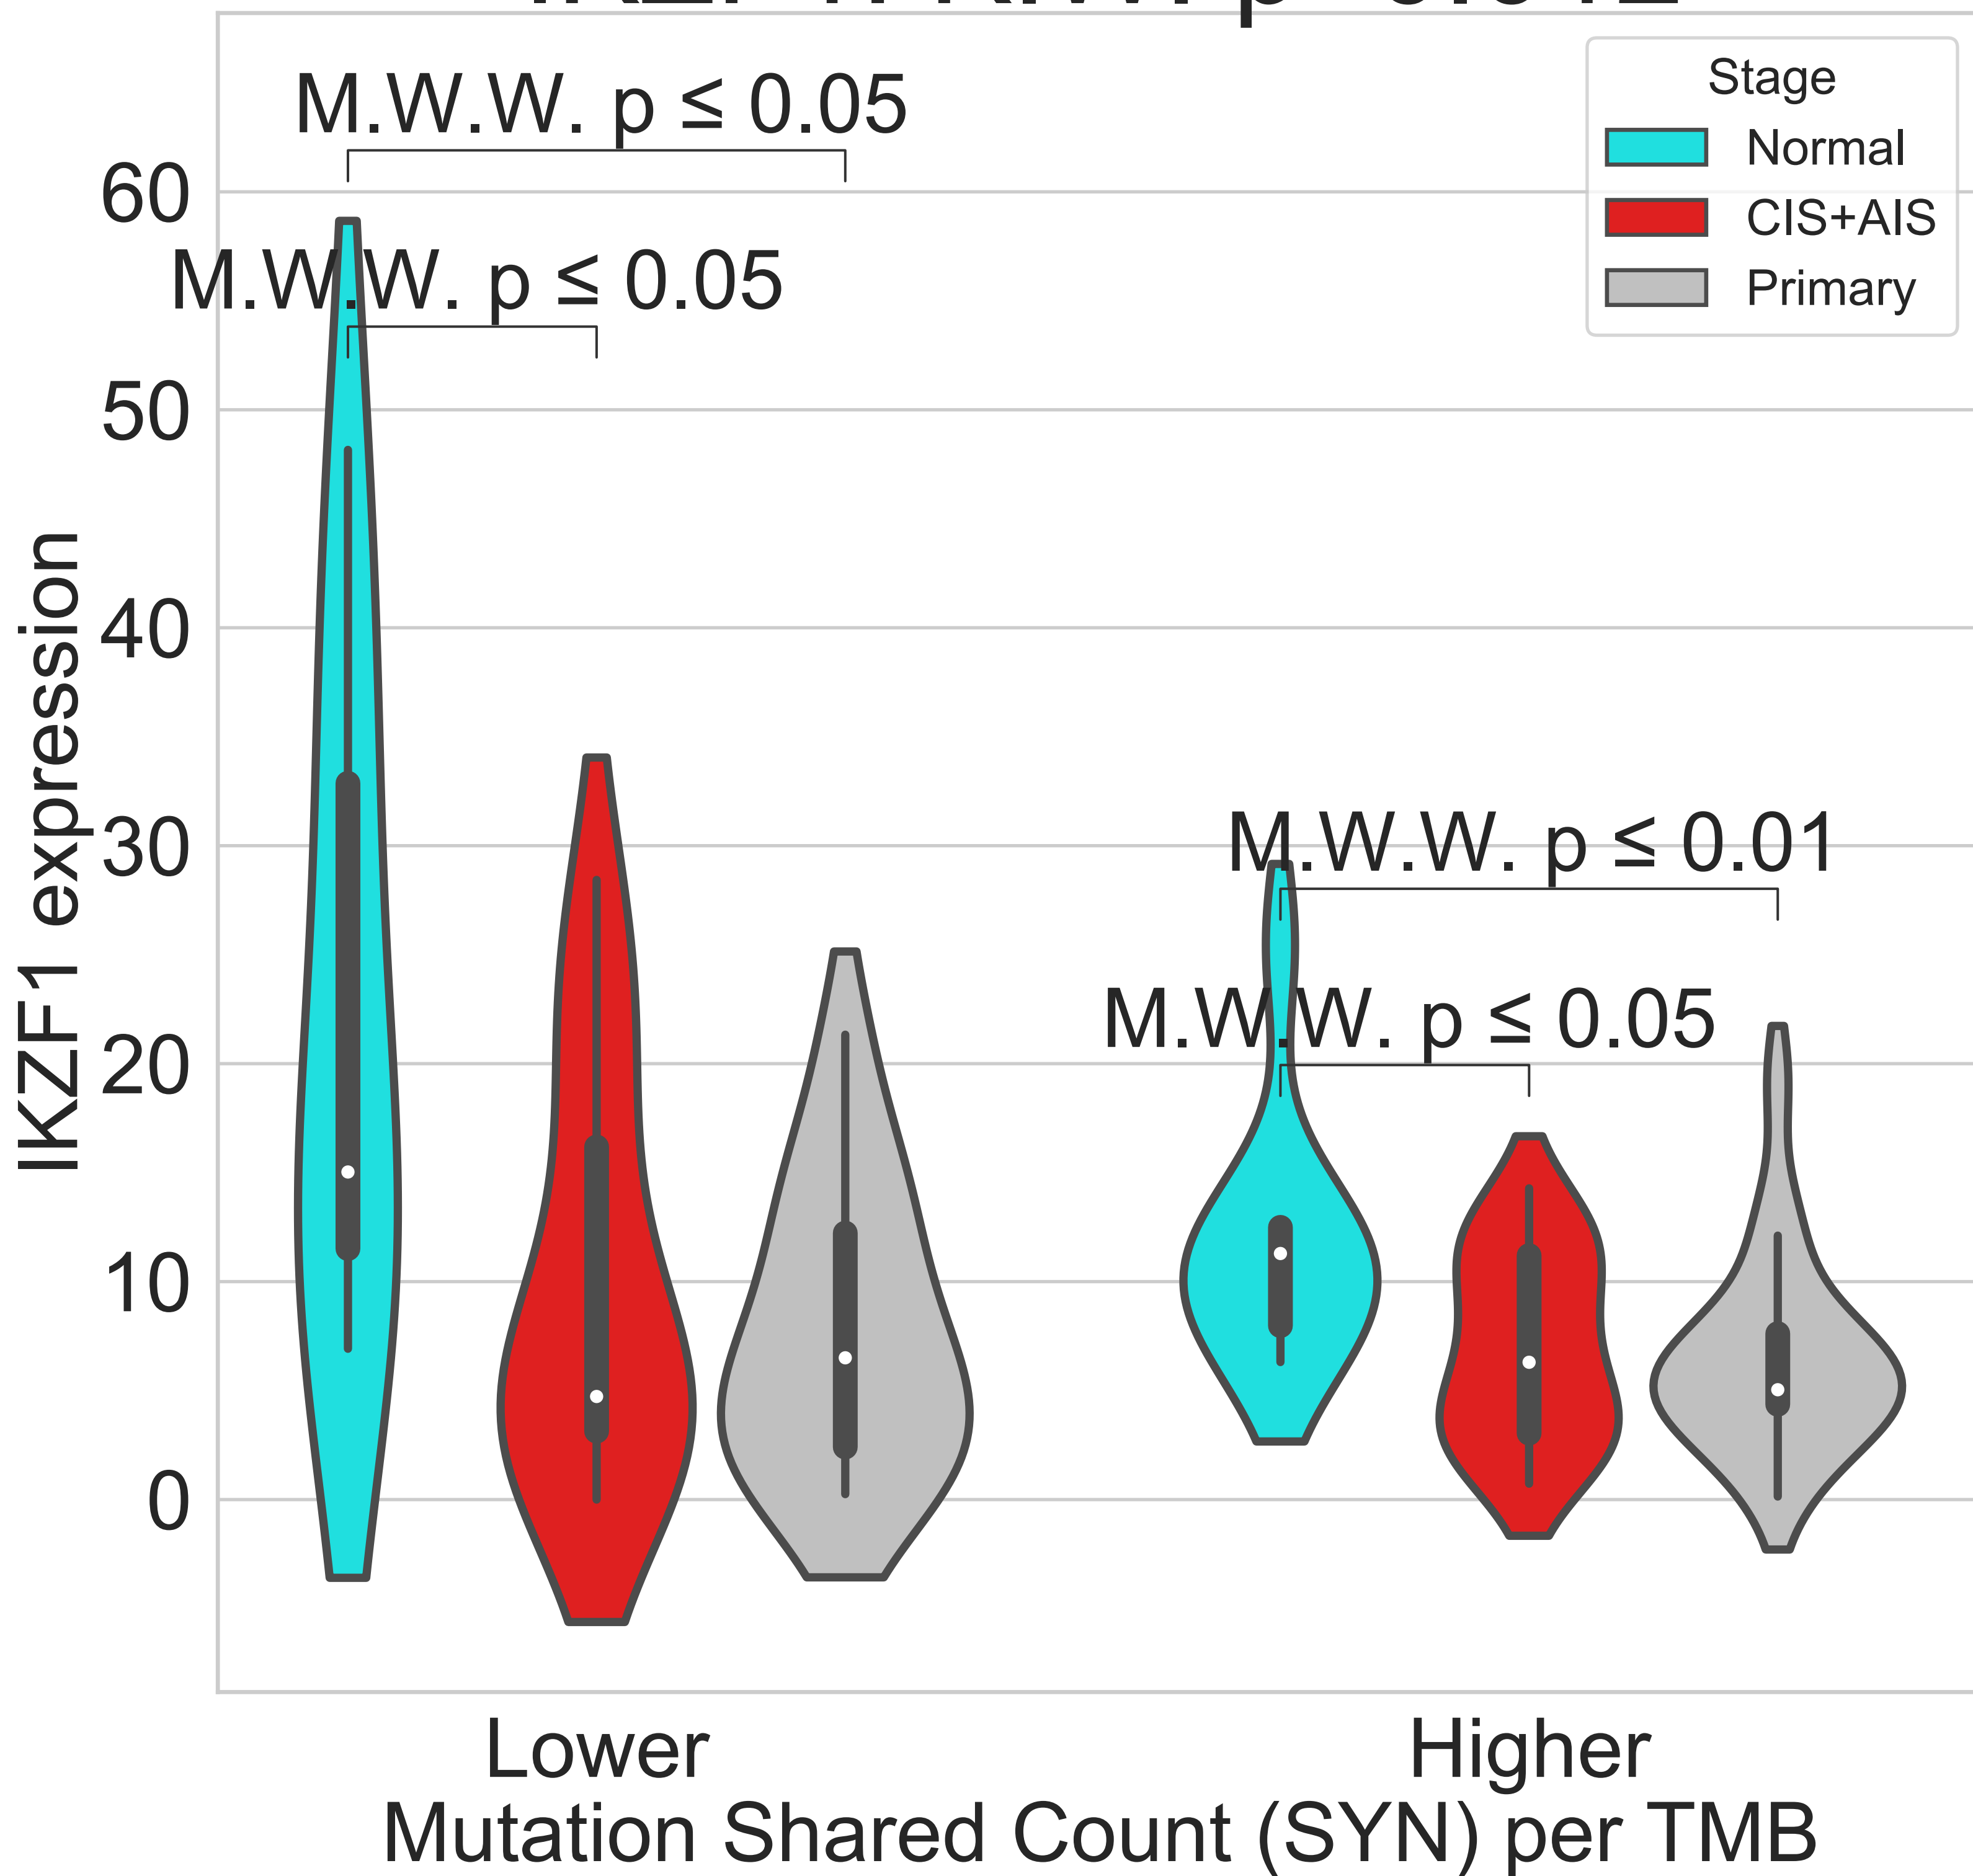 M.W.W. p ≤ 0.05
M.W.W. p ≤ 0.05
M.W.W. p ≤ 0.01
M.W.W. p ≤ 0.05
Stage
Normal
CIS+AIS
Primary
60
50
40
30
20
10
0
IKZF1 expression
Lower
Higher
Mutation Shared Count (SYN) per TMB